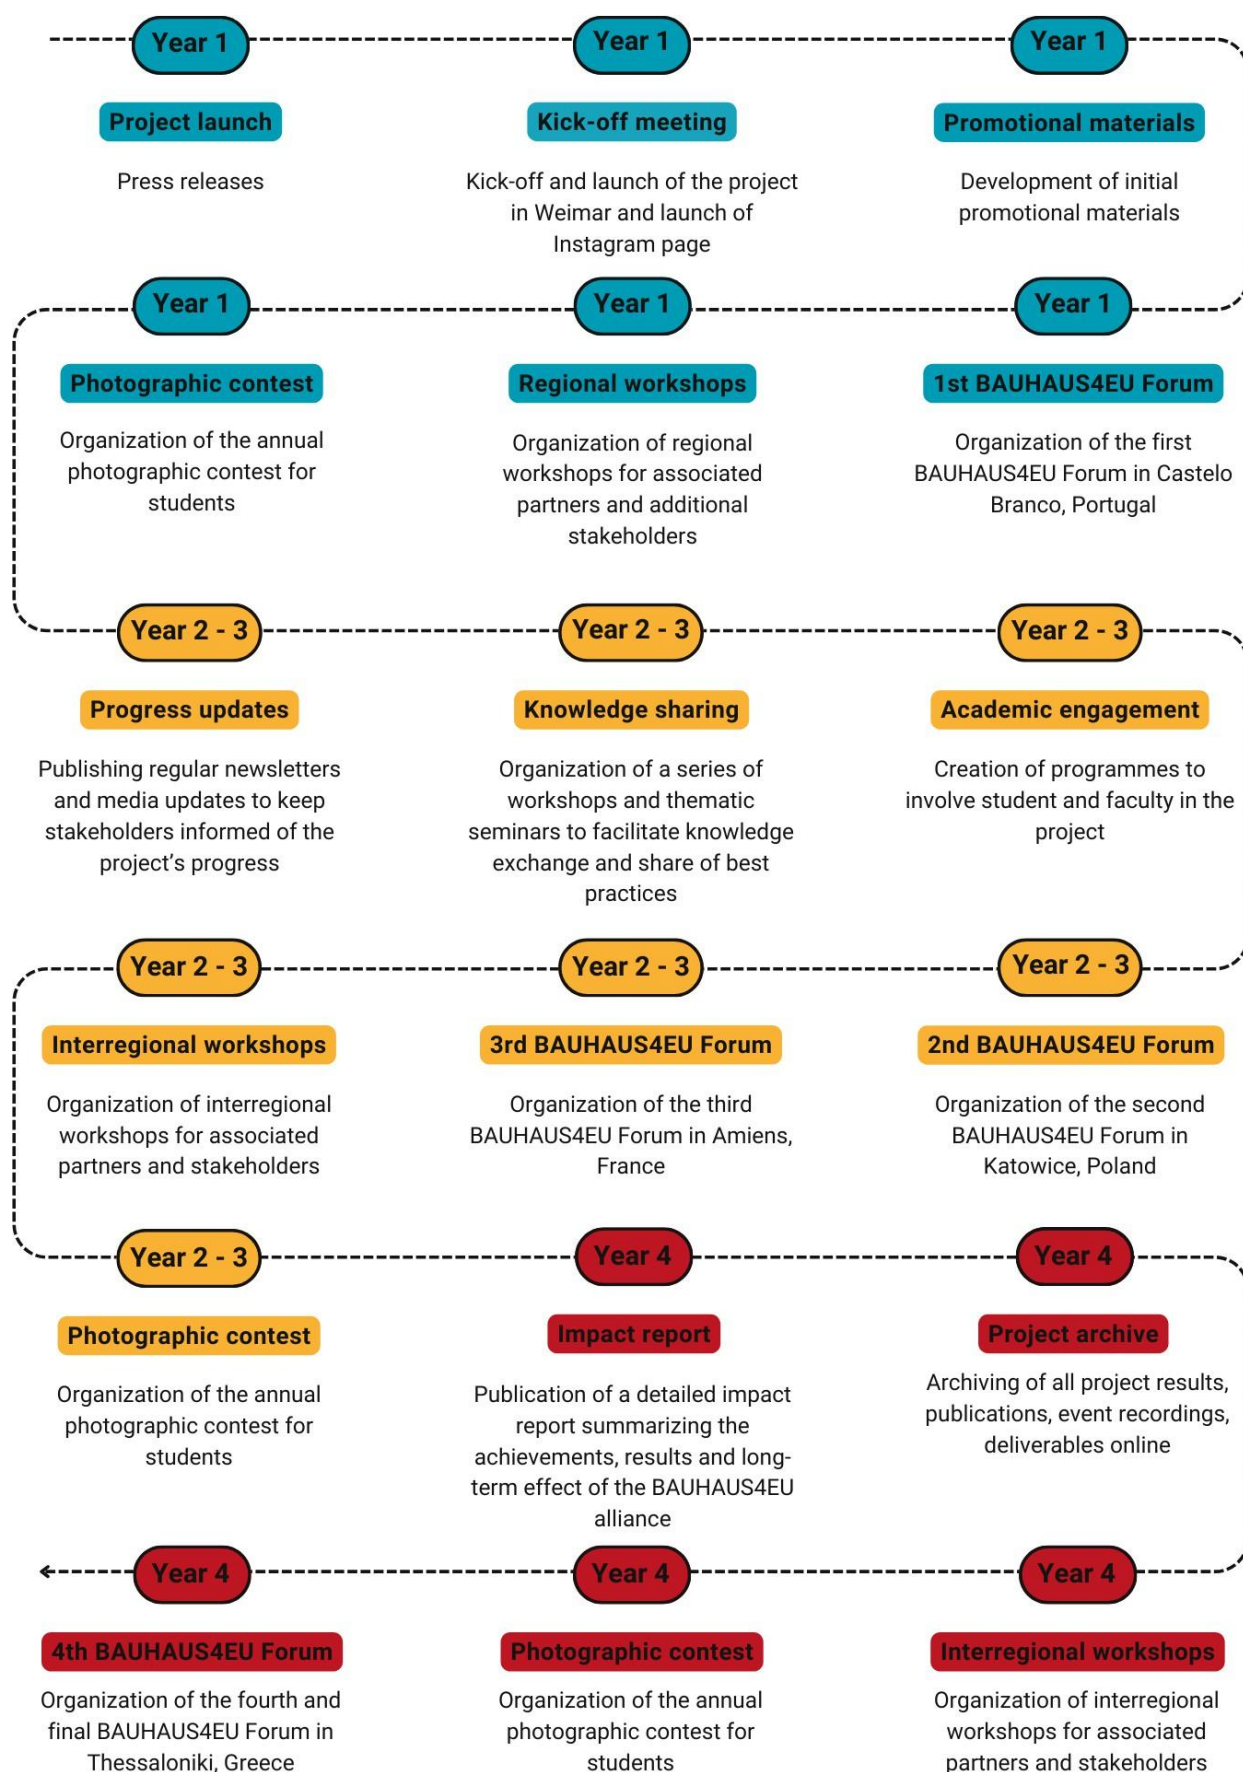 Year 1
Project launch
Press releases
Year 1
Kick-off meeting
Kick-off and launch of the project
in Weimar and launch of
Instagram page
Year 1
Promotional materials
Development of initial
promotional materials
Year 1
Photographic contest
Organization of the annual
photographic contest for
students
Year 1
Regional workshops
Organization of regional
workshops for associated
partners and additional
stakeholders
Year 1
1st BAUHAUS4EU Forum
Organization of the first
BAUHAUS4EU Forum in Castelo
Branco, Portugal
Year 2 - 3
Progress updates
Publishing regular newsletters
and media updates to keep
stakeholders informed of the
project's progress
Year 2 - 3
Knowledge sharing
Organization of a series of
workshops and thematic
seminars to facilitate knowledge
exchange and share of best
practices
Year 2 - 3
Academic engagement
Creation of programmes to
involve student and faculty in the
project
Year 2 - 3
Interregional workshops
Organization of interregional
workshops for associated
partners and stakeholders
Year 2 - 3
3rd BAUHAUS4EU Forum
Organization of the third
BAUHAUS4EU Forum in Amiens,
France
Year 2 - 3
2nd BAUHAUS4EU Forum
Organization of the second
BAUHAUS4EU Forum in
Katowice, Poland
Year 2 - 3
Photographic contest
Organization of the annual
photographic contest for
students
Year 4
Impact report
Publication of a detailed impact
report summarizing the
achievements, results and long-
term effect of the BAUHAUS4EU
alliance
Year 4
Project archive
Archiving of all project results,
publications, event recordings,
deliverables online
Year 4
4th BAUHAUS4EU Forum
Organization of the fourth and
final BAUHAUS4EU Forum in
Thessaloniki, Greece
Year 4
Photographic contest
Organization of the annual
photographic contest for
students
Year 4
Interregional workshops
Organization of interregional
workshops for associated
partners and stakeholders